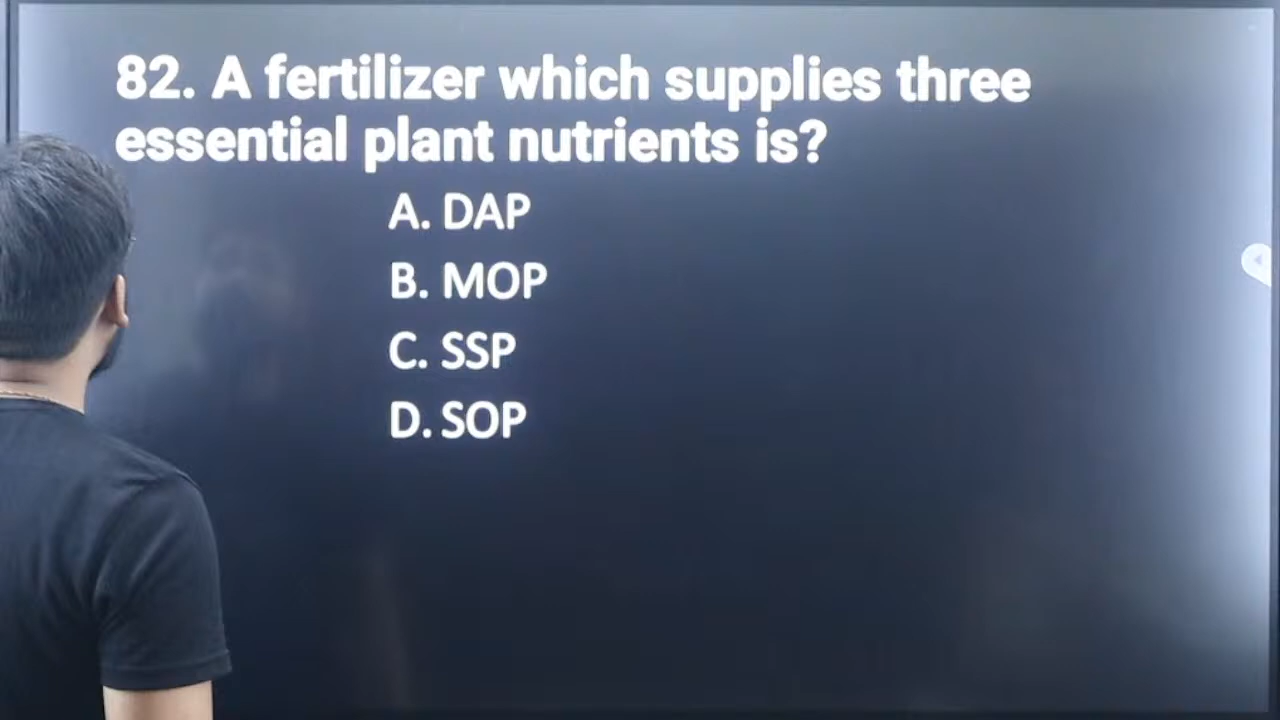 82. A fertilizer which supplies three
essential plant nutrients is?
A. DAP
B. MOP
C. SSP
D. SOP